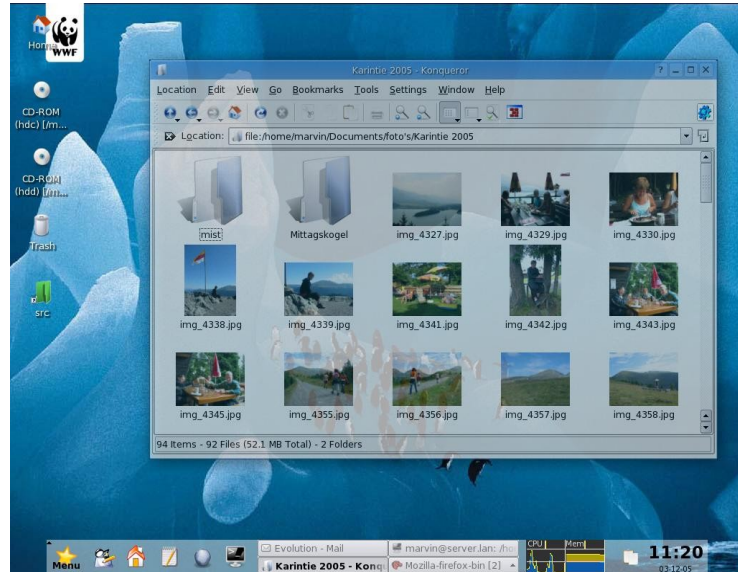 WWF
Home
CD-ROM
(hdc) [/m...
CD-ROM
(hdd) [/m...
Trash
src
Karintie 2005 - Konqueror
Location Edit View Go Bookmarks Tools Settings Window Help
Location: file:/home/marvin/Documents/foto's/Karintie 2005
mist
Mittagskogel
img_4327.jpg
img_4329.jpg
img_4330.jpg
img_4338.jpg
img_4339.jpg
img_4341.jpg
img_4342.jpg
img_4343.jpg
img_4345.jpg
img_4355.jpg
img_4356.jpg
img_4357.jpg
img_4358.jpg
94 Items - 92 Files (52.1 MB Total) - 2 Folders
Menu
Evolution - Mail
marvin@server.lan: /ho
Karintie 2005 - Konq
Mozilla-firefox-bin [2]
CPU
Mem
11:20
03-12-05